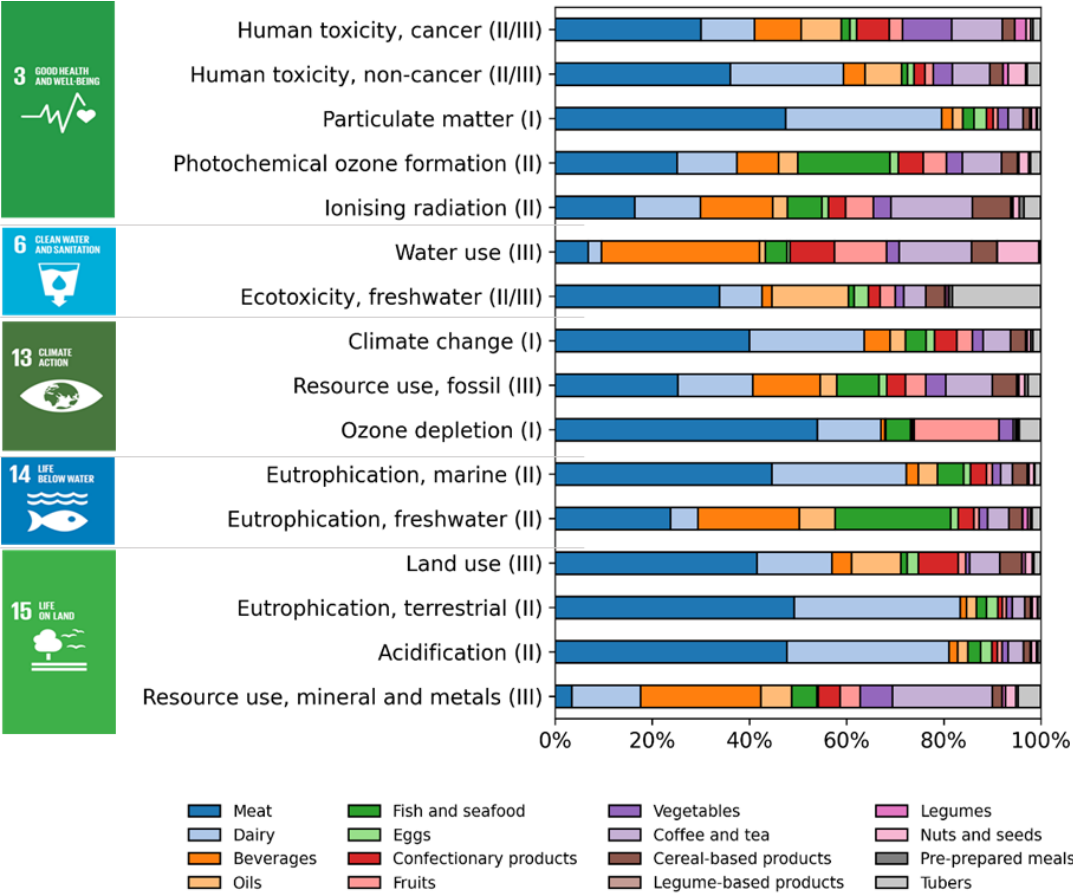 3 GOOD HEALTH
AND WELL-BEING
Human toxicity, cancer (II/III)
Human toxicity, non-cancer (II/III)
Particulate matter (I)
Photochemical ozone formation (II)
Ionising radiation (II)
6 CLEAN WATER
AND SANITATION
Water use (III)
Ecotoxicity, freshwater (II/III)
13 CLIMATE
ACTION
Climate change (I)
Resource use, fossil (III)
Ozone depletion (I)
14 LIFE
BELOW WATER
Eutrophication, marine (II)
Eutrophication, freshwater (II)
15 LIFE
ON LAND
Land use (III)
Eutrophication, terrestrial (II)
Acidification (II)
Resource use, mineral and metals (III)
0% 20% 40% 60% 80% 100%
Meat Fish and seafood Vegetables Legumes
Dairy Eggs Coffee and tea Nuts and seeds
Beverages Confectionary products Cereal-based products Pre-prepared meals
Oils Fruits Legume-based products Tubers